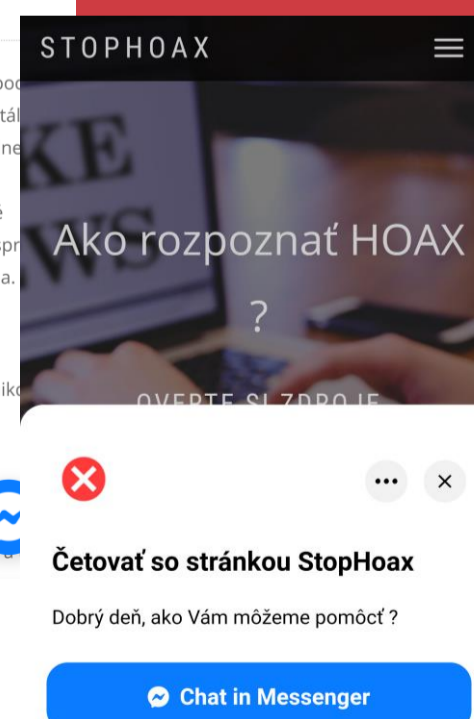 STOPHOAX
Ako rozpoznať HOAX
?
OVERTE SI ZDROJE
Četovať so stránkou StopHoax
Dobrý deň, ako Vám môžeme pomôcť ?
Chat in Messenger